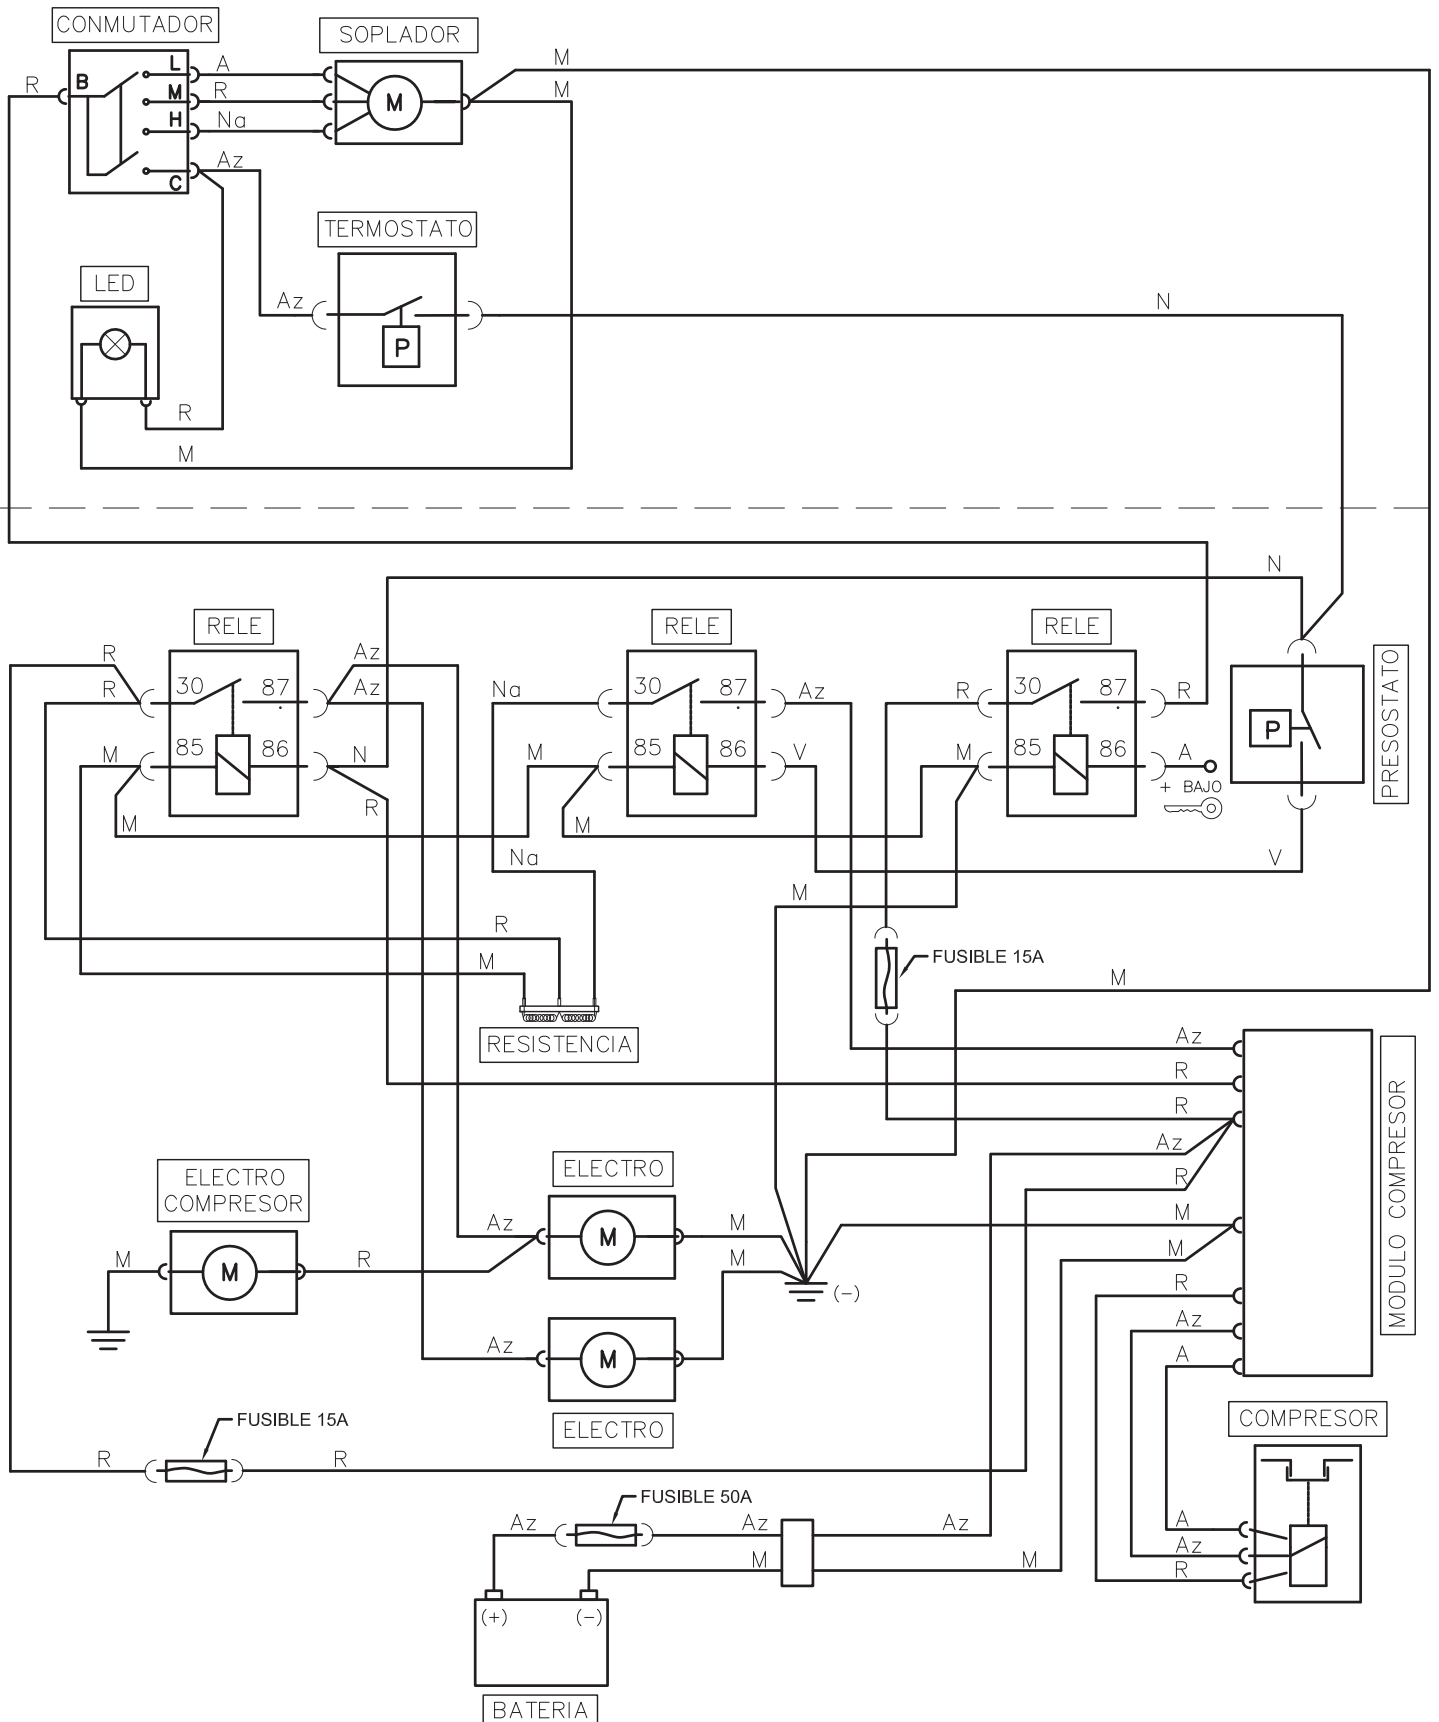 CONMUTADOR
SOPLADOR
R
B
L
M
H
C
A
R
Na
Az
M
M
M
TERMOSTATO
LED
Az
P
N
R
M
N
RELE
RELE
RELE
PRESOSTATO
R
R
30
87
Az
Az
Na
30
87
Az
R
30
87
R
P
M
85
86
N
M
85
86
V
M
85
86
A
+ BAJO
R
M
M
Na
V
M
R
M
FUSIBLE 15A
M
RESISTENCIA
Az
R
R
Az
R
M
M
R
Az
A
MODULO COMPRESOR
ELECTRO
COMPRESOR
ELECTRO
M
M
R
Az
M
M
M
(-)
Az
M
ELECTRO
COMPRESOR
FUSIBLE 15A
R
R
FUSIBLE 50A
Az
Az
Az
M
M
A
Az
R
(+)
(-)
BATERIA